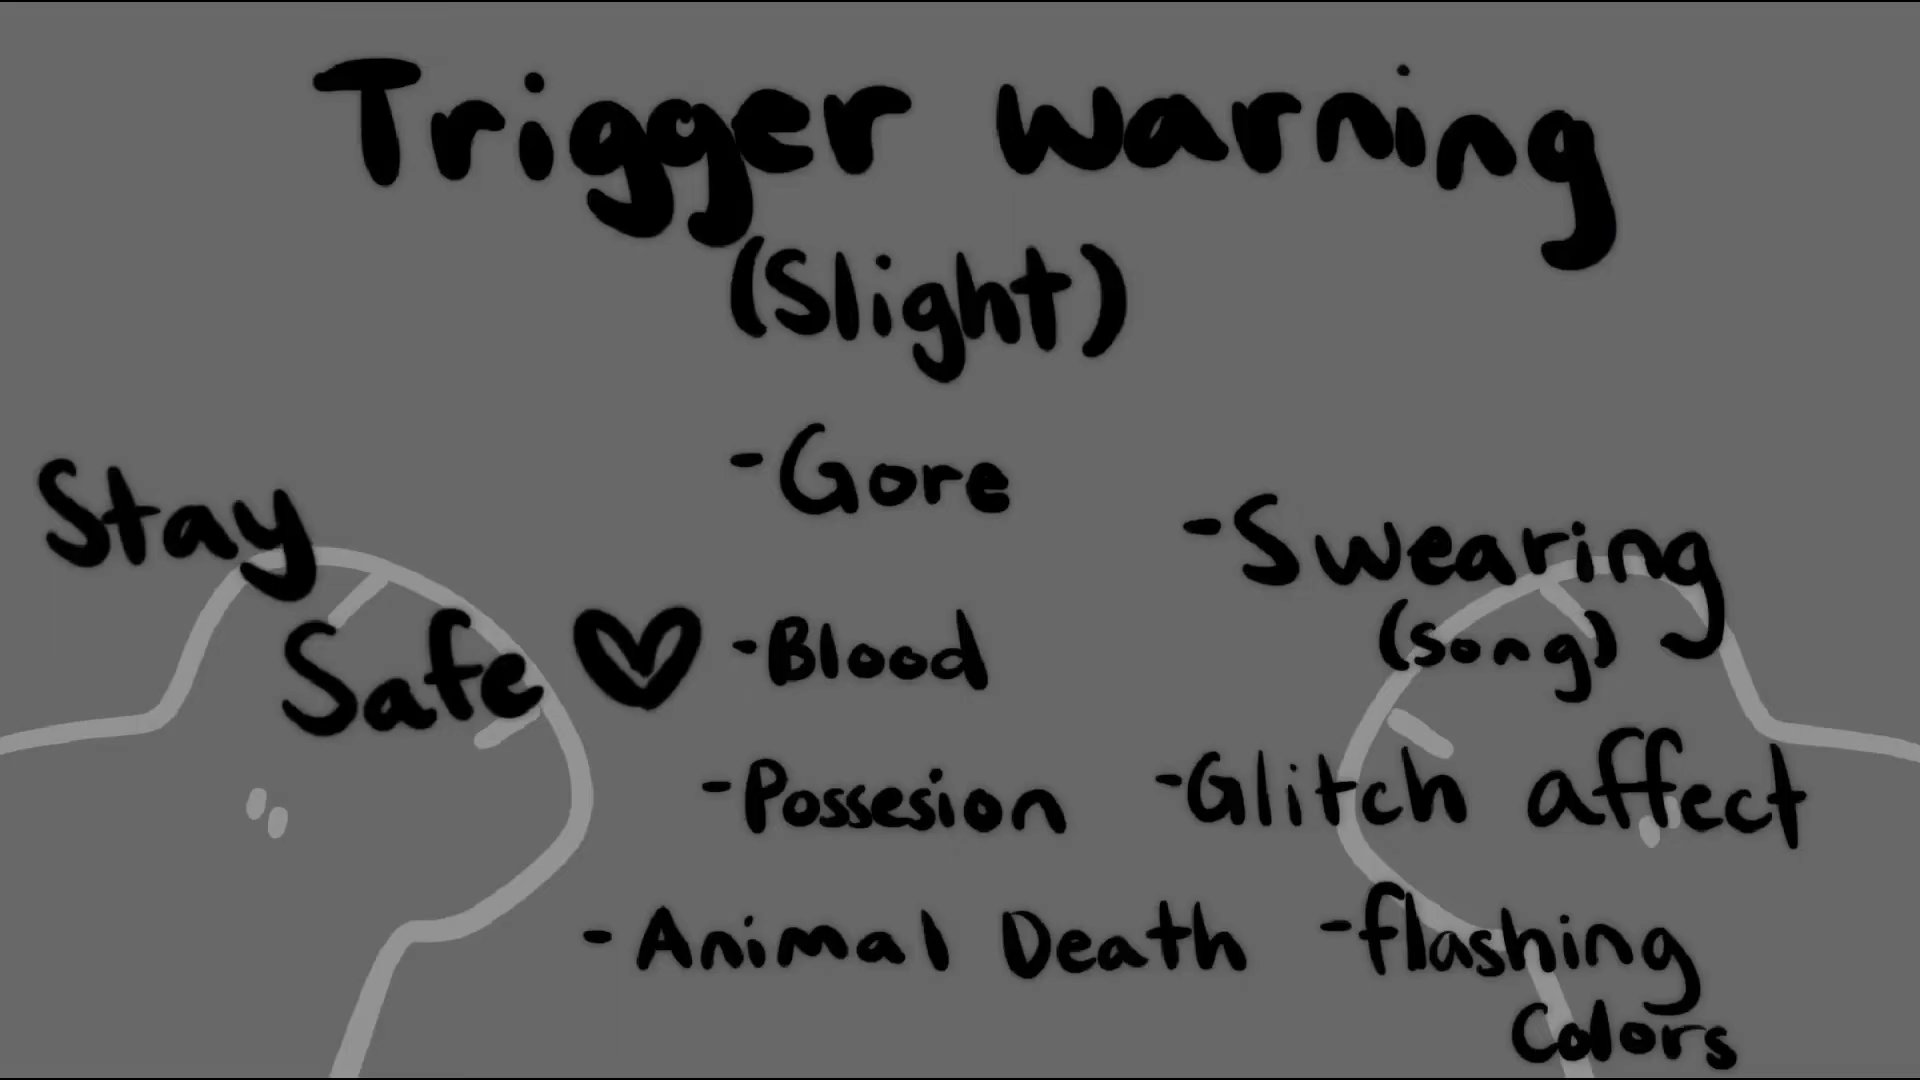 Trigger warning
(Slight)
-Gore
-Blood
-Possesion
-Animal Death
-Swearing
(song)
-Glitch affect
-flashing
Colors
Stay
Safe ♡